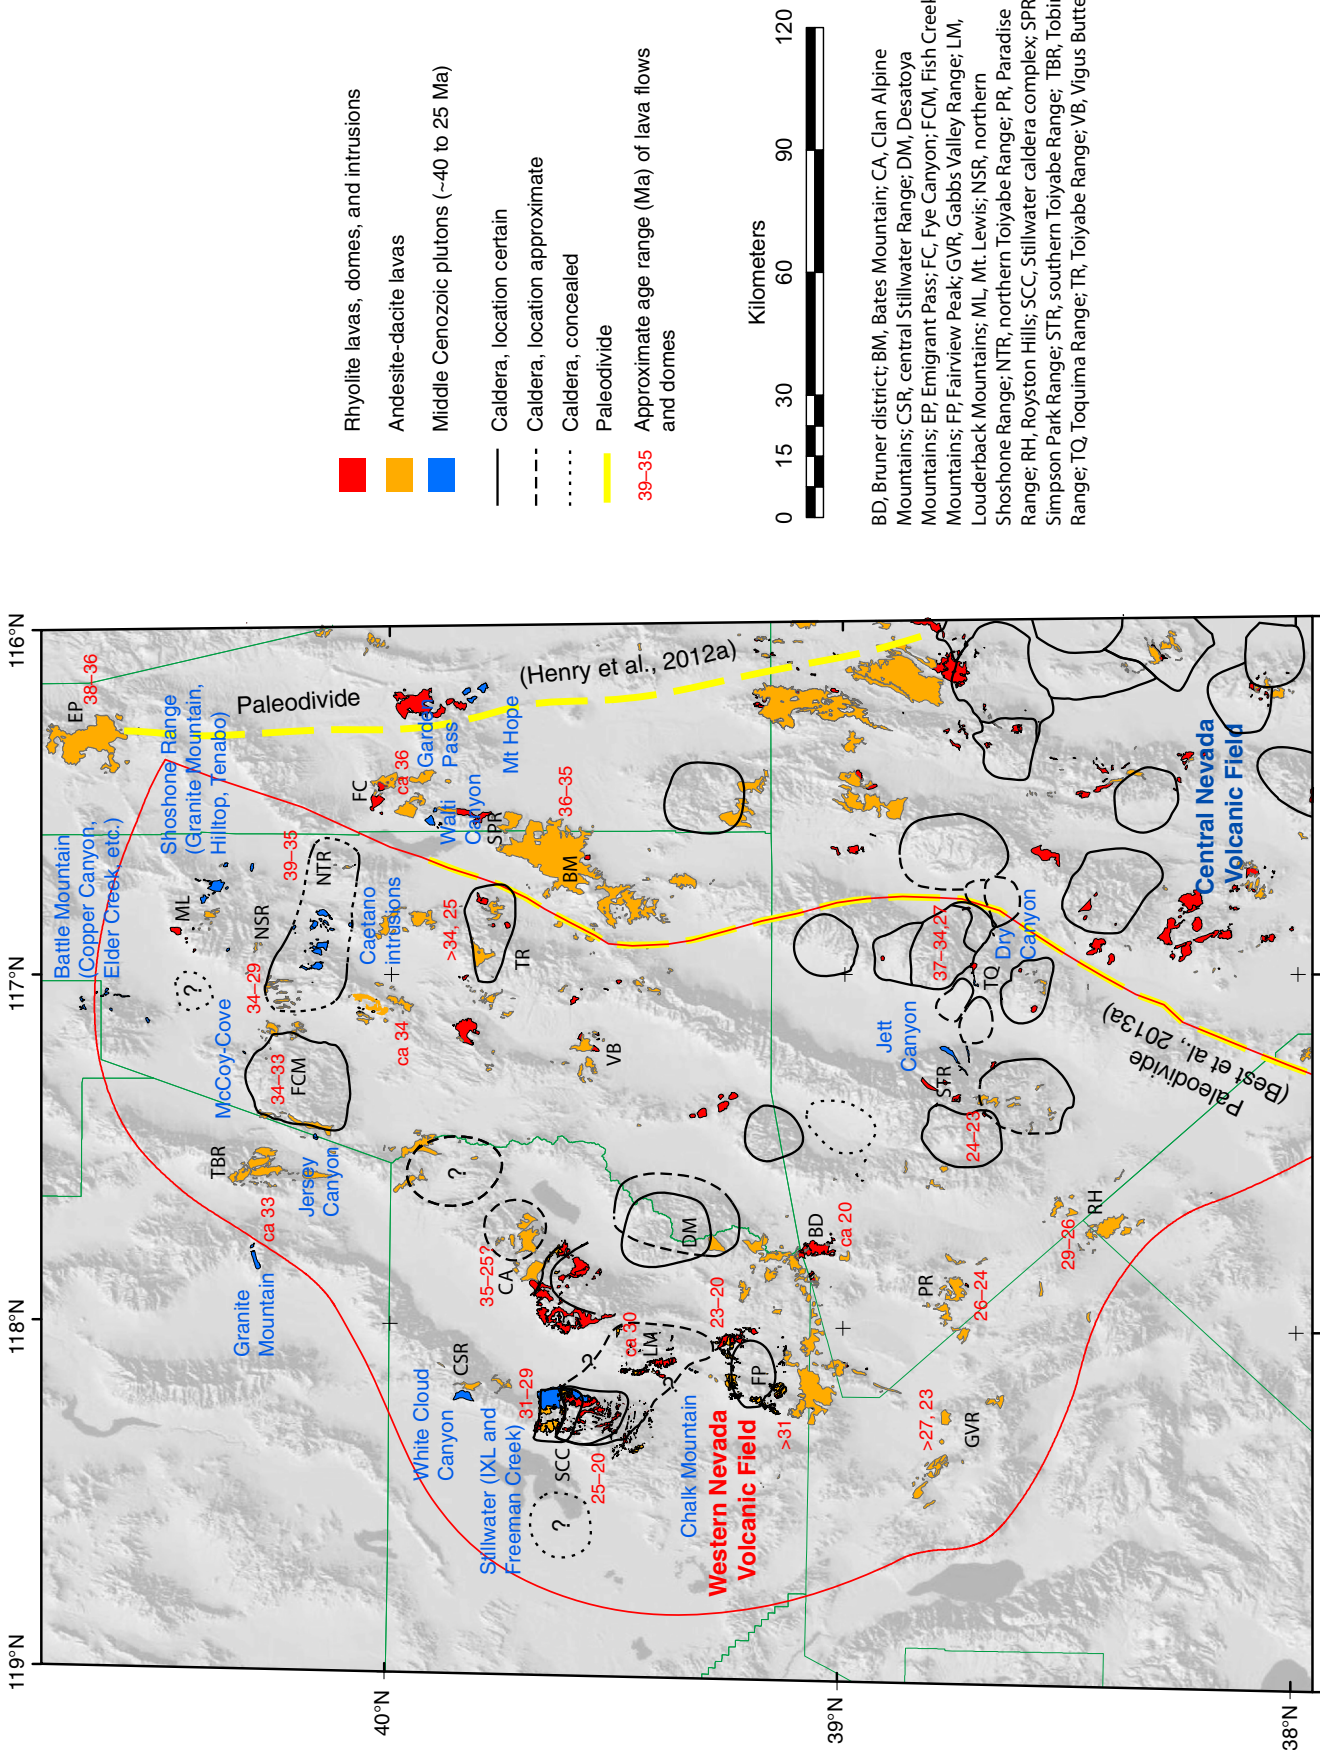 119°N
118°N
117°N
116°N
40°N
39°N
38°N
EP
38–36
Battle Mountain
(Copper Canyon,
Elder Creek, etc.)
Shoshone Range
(Granite Mountain,
Hilltop, Tenabo)
Paleodivide
(Henry et al., 2012a)
ML
?
NSR
39–35
NTR
34–29
McCoy-Cove
34–33
FCM
Caetano
intrusions
ca 34
TBR
ca 33
Jersey
Canyon
Granite
Mountain
FC
ca 36
Garden
Pass
Mt Hope
Walti
Canyon
SPR
36–35
BM
>34, 25
TR
VB
?
35–25?
CA
CSR
White Cloud
Canyon
Stillwater (IXL and
Freeman Creek)
31–29
SCC
25–20
?
?
?
ca 30
LM
DM
23–20
FP
Chalk Mountain
Western Nevada
Volcanic Field
>31
BD
ca 20
PR
26–24
>27, 23
GVR
29–26
RH
Jett
Canyon
STR
24–23
37–34,27
TQ
Dry
Canyon
Paleodivide
(Best et al., 2013a)
Central Nevada
Volcanic Field
Rhyolite lavas, domes, and intrusions
Andesite-dacite lavas
Middle Cenozoic plutons (~40 to 25 Ma)
Caldera, location certain
Caldera, location approximate
Caldera, concealed
Paleodivide
39–35 Approximate age range (Ma) of lava flows
and domes
Kilometers
0 15 30 60 90 120
BD, Bruner district; BM, Bates Mountain; CA, Clan Alpine
Mountains; CSR, central Stillwater Range; DM, Desatoya
Mountains; EP, Emigrant Pass; FC, Fye Canyon; FCM, Fish Creek
Mountains; FP, Fairview Peak; GVR, Gabbs Valley Range; LM,
Louderback Mountains; ML, Mt. Lewis; NSR, northern
Shoshone Range; NTR, northern Toiyabe Range; PR, Paradise
Range; RH, Royston Hills; SCC, Stillwater caldera complex; SPR
Simpson Park Range; STR, southern Toiyabe Range; TBR, Tobin
Range; TQ, Toquima Range; TR, Toiyabe Range; VB, Vigus Butte